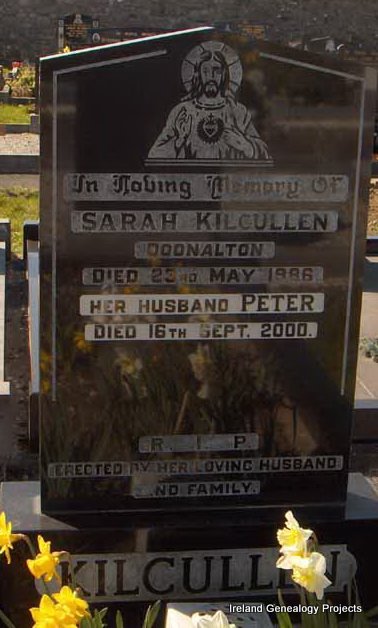 In Loving Memory Of
SARAH KILCULLEN
DOONALTON
DIED 23RD MAY 1986
HER HUSBAND PETER
DIED 16TH SEPT. 2000.
R. I. P.
ERECTED BY HER LOVING HUSBAND
AND FAMILY.
KILCULLEN
Ireland Genealogy Projects